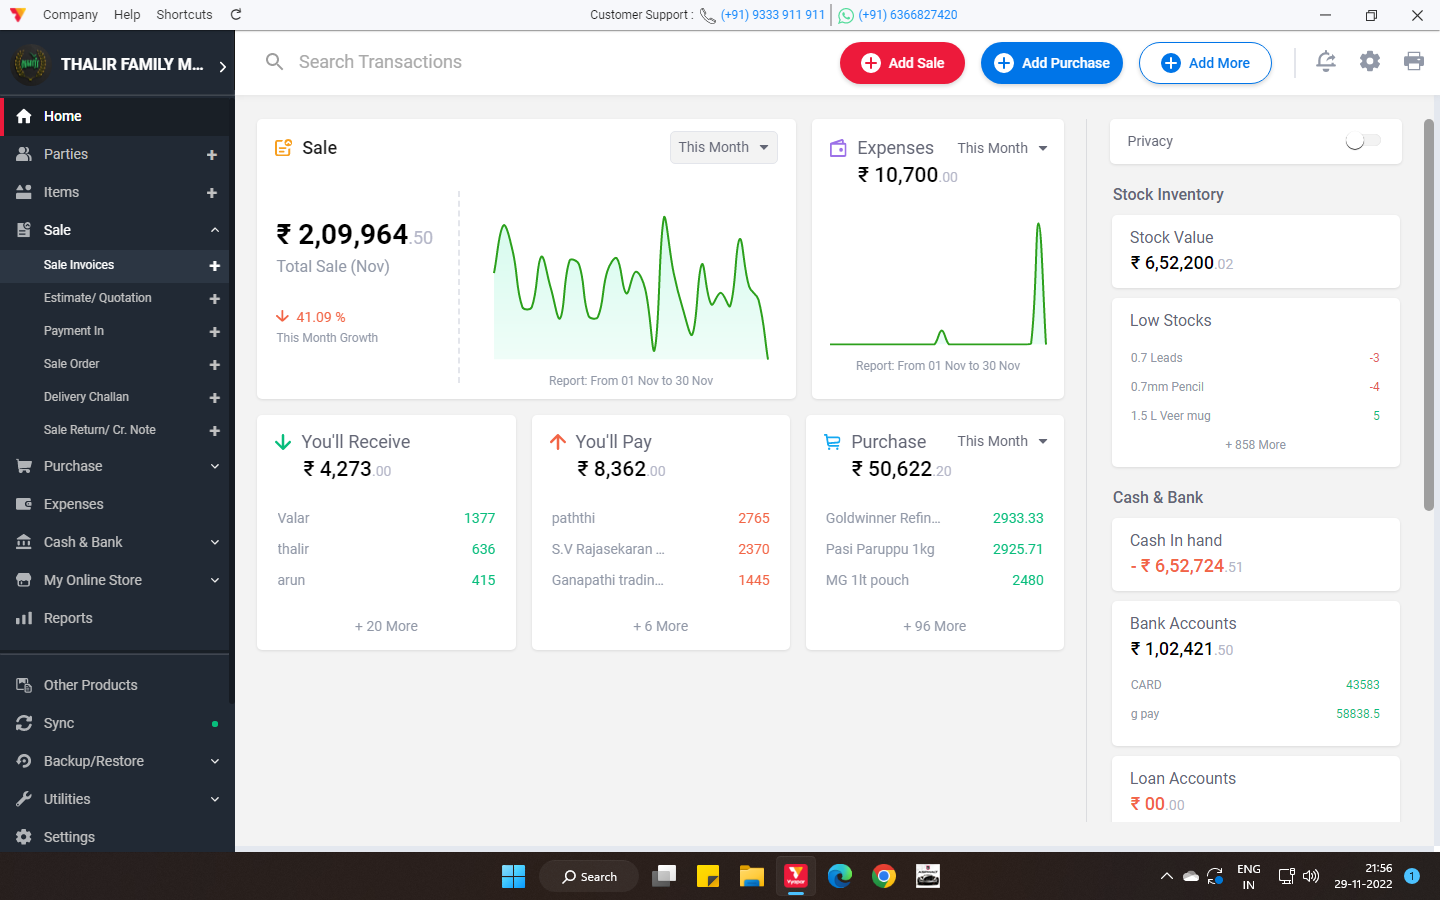 Company Help Shortcuts
Customer Support : (+91) 9333 911 911 (+91) 6366827420
THALIR FAMILY M...
Search Transactions
Add Sale
Add Purchase
Add More
Home
Parties
Items
Sale
Sale Invoices
Estimate/ Quotation
Payment In
Sale Order
Delivery Challan
Sale Return/ Cr. Note
Purchase
Expenses
Cash & Bank
My Online Store
Reports
Other Products
Sync
Backup/Restore
Utilities
Settings
Sale
This Month
₹ 2,09,964.50
Total Sale (Nov)
41.09 %
This Month Growth
Report: From 01 Nov to 30 Nov
Expenses
This Month
₹ 10,700.00
Report: From 01 Nov to 30 Nov
You'll Receive
₹ 4,273.00
Valar 1377
thalir 636
arun 415
+ 20 More
You'll Pay
₹ 8,362.00
paththi 2765
S.V Rajasekaran ... 2370
Ganapathi tradin... 1445
+ 6 More
Purchase
This Month
₹ 50,622.20
Goldwinner Refin... 2933.33
Pasi Paruppu 1kg 2925.71
MG 1lt pouch 2480
+ 96 More
Privacy
Stock Inventory
Stock Value
₹ 6,52,200.02
Low Stocks
0.7 Leads -3
0.7mm Pencil -4
1.5 L Veer mug 5
+ 858 More
Cash & Bank
Cash In hand
- ₹ 6,52,724.51
Bank Accounts
₹ 1,02,421.50
CARD 43583
g pay 58838.5
Loan Accounts
₹ 00.00
Search
Vyapar
ENG
IN
21:56
29-11-2022
1